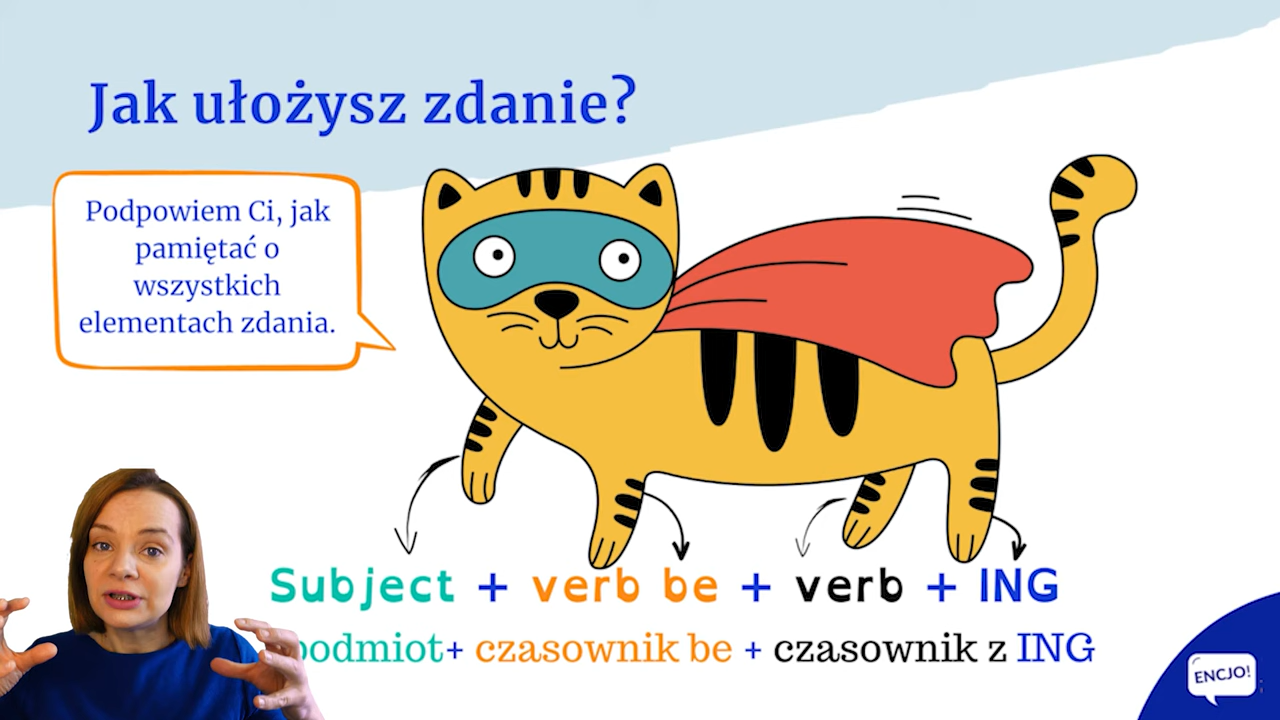 Jak ułożysz zdanie?
Podpowiem Ci, jak
pamiętać o
wszystkich
elementach zdania.
Subject + verb be + verb + ING
podmiot+ czasownik be + czasownik z ING
ENCJO!